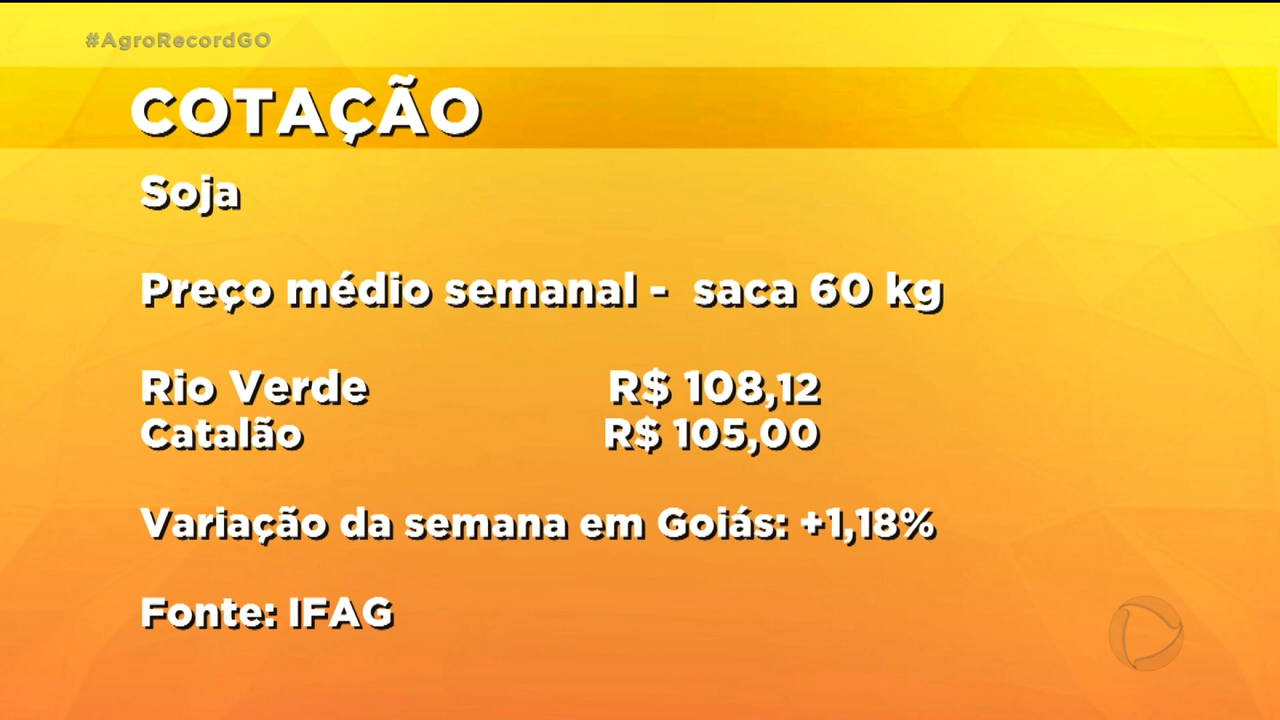 #AgroRecordGO
COTAÇÃO
Soja
Preço médio semanal - saca 60 kg
Rio Verde R$ 108,12
Catalão R$ 105,00
Variação da semana em Goiás: +1,18%
Fonte: IFAG